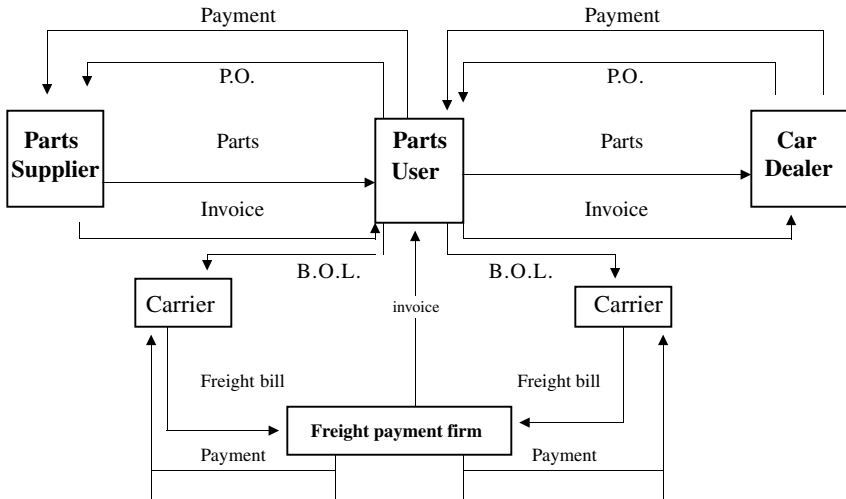 Payment
Payment
P.O.
P.O.
Parts
Supplier
Parts
Parts
User
Parts
Car
Dealer
Invoice
Invoice
B.O.L.
B.O.L.
Carrier
invoice
Carrier
Freight bill
Freight bill
Freight payment firm
Payment
Payment